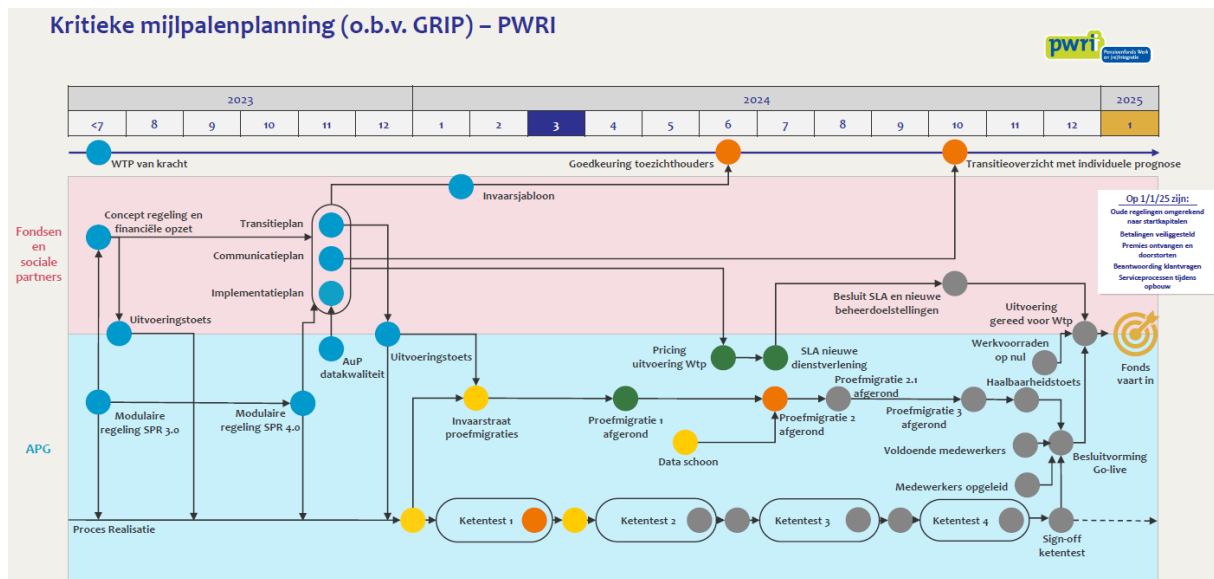 Kritieke mijlpalenplanning (o.b.v. GRIP) – PWRI
pwri
Pensioenfonds Werk
en (re)Integratie
2023
2024
2025
<7
8
9
10
11
12
1
2
3
4
5
6
7
8
9
10
11
12
1
WTP van kracht
Goedkeuring toezichthouders
Transitieoverzicht met individuele prognose
Fondsen
en
sociale
partners
Concept regeling en
financiële opzet
Invaarsjabloon
Transitieplan
Communicatieplan
Implementatieplan
Uitvoeringstoets
Op 1/1/25 zijn:
Oude regelingen omgerekend
naar startkapitalen
Betalingen veiliggesteld
Premies ontvangen en
doorstorten
Beantwoording klantvragen
Serviceprocessen tijdens
opbouw
Besluit SLA en nieuwe
beheerdoelstellingen
Uitvoering
gereed voor Wtp
APG
AuP
datakwaliteit
Uitvoeringstoets
Pricing
uitvoering Wtp
SLA nieuwe
dienstverlening
Werkvoorraden
op nul
Fonds
vaart in
Modulaire
regeling SPR 3.0
Modulaire
regeling SPR 4.0
Invaarstraat
proefmigraties
Proefmigratie 1
afgerond
Proefmigratie 2
afgerond
Proefmigratie 2.1
afgerond
Proefmigratie 3
afgerond
Haalbaarheidstoets
Data schoon
Voldoende medewerkers
Besluitvorming
Go-live
Medewerkers opgeleid
Proces Realisatie
Ketentest 1
Ketentest 2
Ketentest 3
Ketentest 4
Sign-off
ketentest